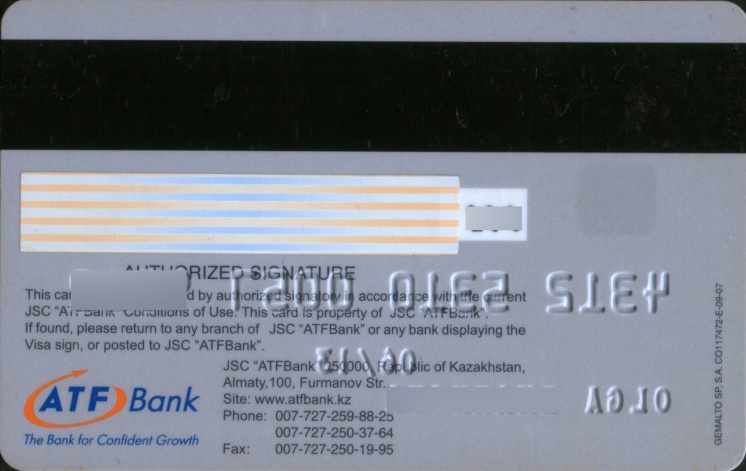 AUTHORIZED SIGNATURE
This car d by authorized signatory in accordance with the current
JSC "ATFBank" Conditions of Use. This card is property of JSC "ATFBank".
If found, please return to any branch of JSC "ATFBank" or any bank displaying the
Visa sign, or posted to JSC "ATFBank".
JSC "ATFBank" 050000, Republic of Kazakhstan,
Almaty,100, Furmanov Str.
Site: www.atfbank.kz
Phone: 007-727-259-88-25
007-727-250-37-64
Fax: 007-727-250-19-95
ATF Bank
The Bank for Confident Growth
OLGA
GEMALTO SP, S.A. CO117472-E-09-07